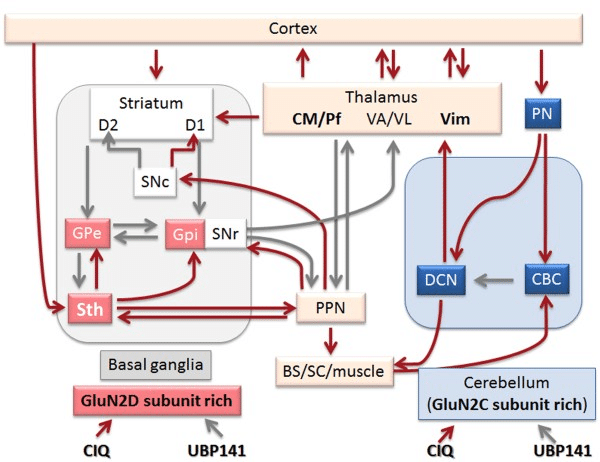 Cortex
Striatum
D2 D1
SNc
Thalamus
CM/Pf VA/VL Vim
PN
GPe
Gpi SNr
Sth
PPN
DCN
CBC
Basal ganglia
BS/SC/muscle
GluN2D subunit rich
Cerebellum
(GluN2C subunit rich)
CIQ UBP141
CIQ UBP141